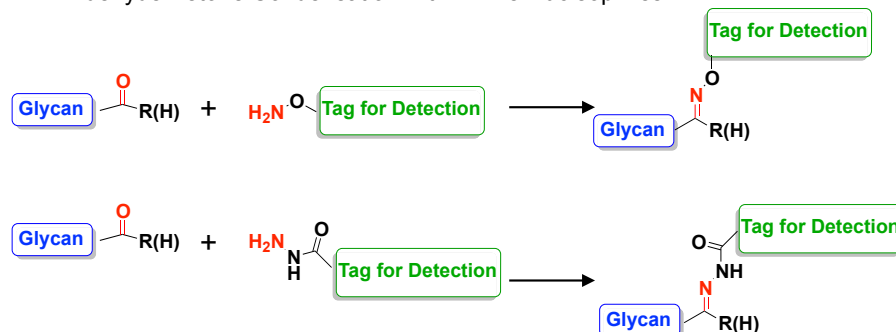 Tag for Detection
O
O
N
Glycan
R(H)
+
H₂N
O
Tag for Detection
Glycan
R(H)
O
Glycan
R(H)
+
H₂N
N
H
O
Tag for Detection
Tag for Detection
O
NH
N
Glycan
R(H)